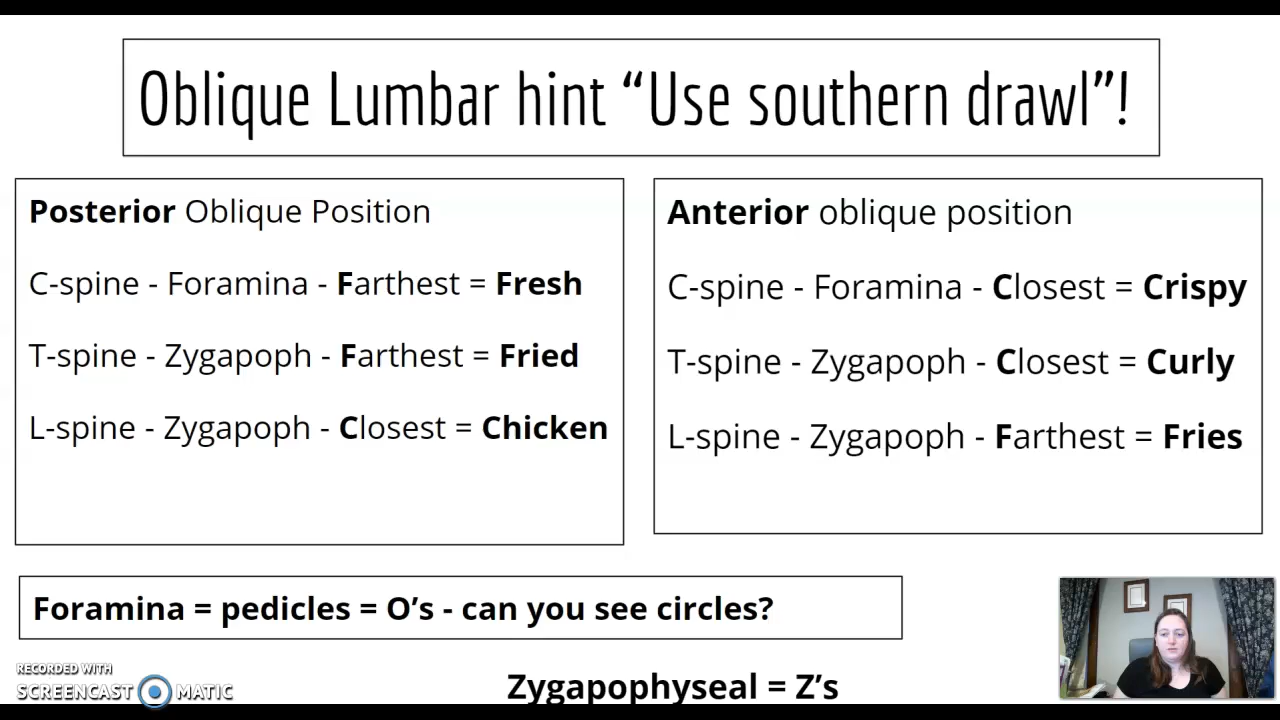 Oblique Lumbar hint “Use southern drawl”!
Posterior Oblique Position
C-spine - Foramina - Farthest = Fresh
T-spine - Zygapoph - Farthest = Fried
L-spine - Zygapoph - Closest = Chicken
Anterior oblique position
C-spine - Foramina - Closest = Crispy
T-spine - Zygapoph - Closest = Curly
L-spine - Zygapoph - Farthest = Fries
Foramina = pedicles = O’s - can you see circles?
Zygapophyseal = Z’s
RECORDED WITH
SCREENCAST MATIC